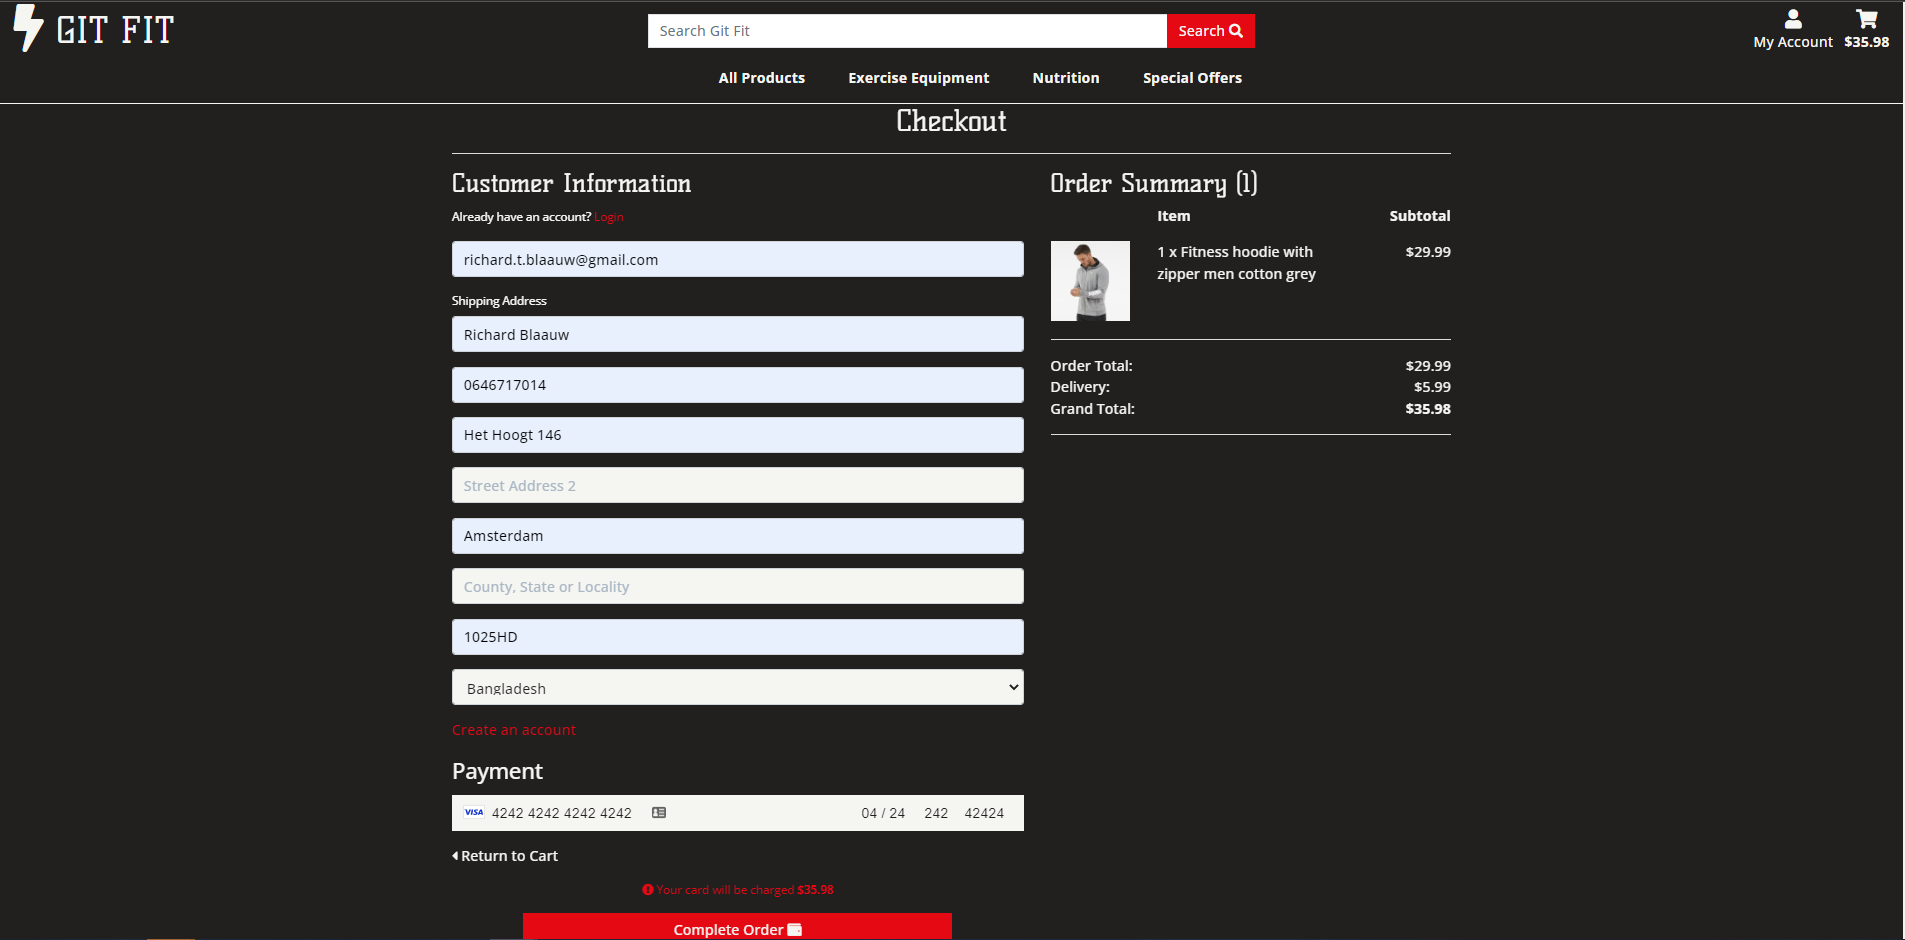 GIT FIT
Search Git Fit
Search
My Account
$35.98
All Products
Exercise Equipment
Nutrition
Special Offers
Checkout
Customer Information
Already have an account? Login
richard.t.blaauw@gmail.com
Shipping Address
Richard Blaauw
0646717014
Het Hoogt 146
Street Address 2
Amsterdam
County, State or Locality
1025HD
Bangladesh
Create an account
Payment
VISA 4242 4242 4242 4242 04 / 24 242 42424
Return to Cart
Your card will be charged $35.98
Complete Order
Order Summary (1)
Item Subtotal
1 x Fitness hoodie with $29.99
zipper men cotton grey
Order Total: $29.99
Delivery: $5.99
Grand Total: $35.98